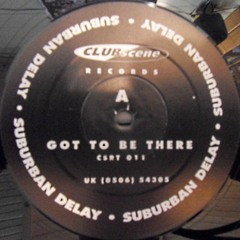 SUBURBAN DELAY • SUBURBAN DELAY • SUBURBAN DELAY • SUBURBAN DELAY •
CLUBscene
RECORDS
A
GOT TO BE THERE
CSRT 011
UK (0506) 54305